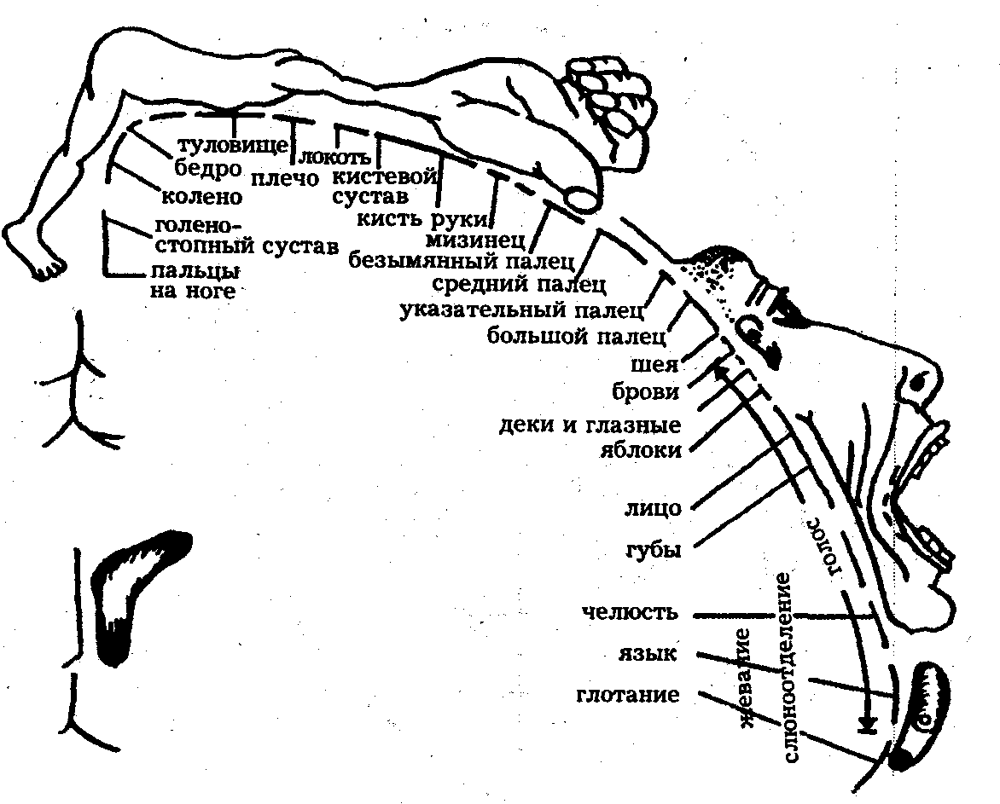 туловище
бедро
плечо
локоть
кистевой
сустав
колено
кисть руки
голено-
стопный сустав
мизинец
безымянный палец
пальцы
на ноге
средний палец
указательный палец
большой палец
шея
брови
деки и глазные
яблоки
лицо
губы
голос
челюсть
язык
глотание
жевание
слюноотделение